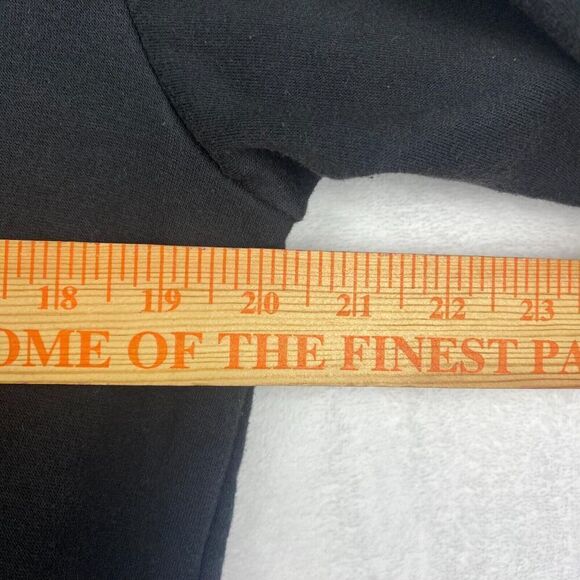 18 19 20 21 22 23
OME OF THE FINEST PA